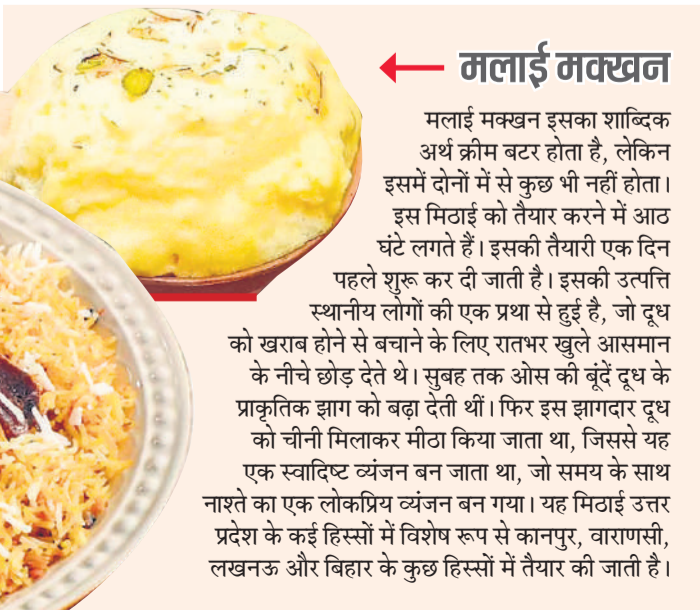 मलाई मक्खन
मलाई मक्खन इसका शाब्दिक
अर्थ क्रीम बटर होता है, लेकिन
इसमें दोनों में से कुछ भी नहीं होता।
इस मिठाई को तैयार करने में आठ
घंटे लगते हैं। इसकी तैयारी एक दिन
पहले शुरू कर दी जाती है। इसकी उत्पत्ति
स्थानीय लोगों की एक प्रथा से हुई है, जो दूध
को खराब होने से बचाने के लिए रातभर खुले आसमान
के नीचे छोड़ देते थे। सुबह तक ओस की बूंदें दूध के
प्राकृतिक झाग को बढ़ा देती थीं। फिर इस झागदार दूध
को चीनी मिलाकर मीठा किया जाता था, जिससे यह
एक स्वादिष्ट व्यंजन बन जाता था, जो समय के साथ
नाश्ते का एक लोकप्रिय व्यंजन बन गया। यह मिठाई उत्तर
प्रदेश के कई हिस्सों में विशेष रूप से कानपुर, वाराणसी,
लखनऊ और बिहार के कुछ हिस्सों में तैयार की जाती है।